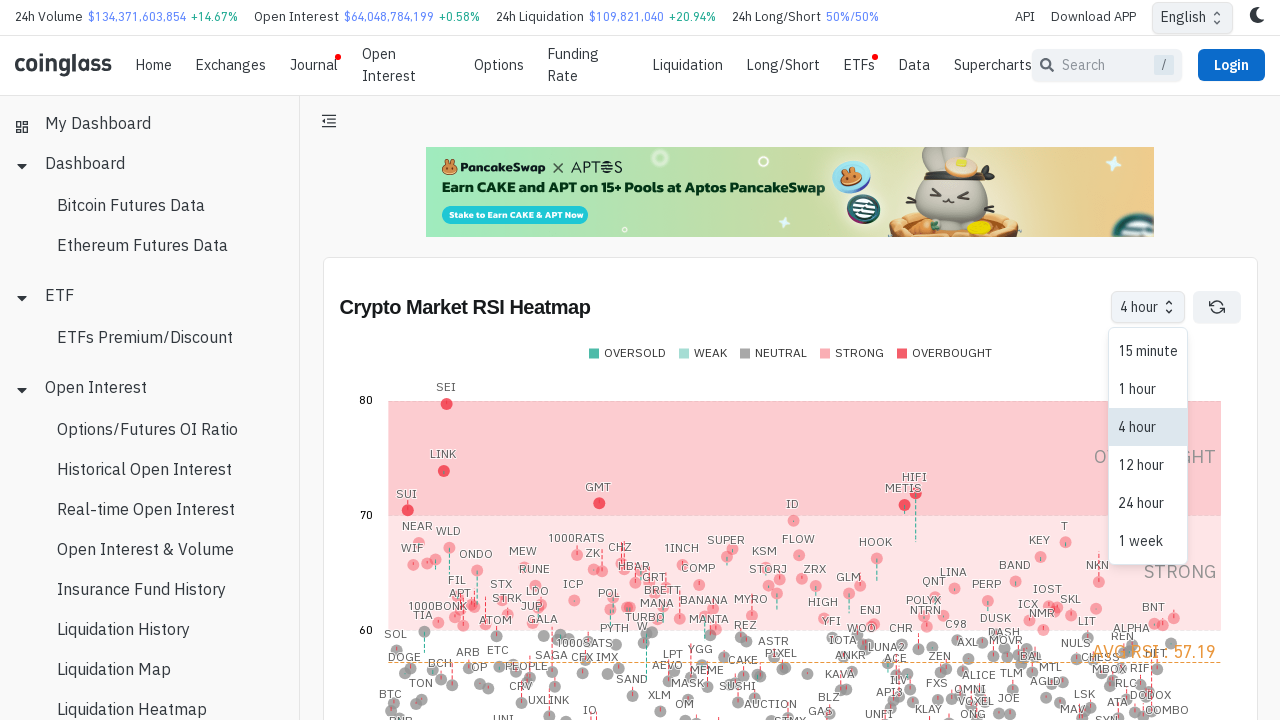 24h Volume $134,371,603,854 +14.67% Open Interest $64,048,784,199 +0.58% 24h Liquidation $109,821,040 +20.94% 24h Long/Short 50%/50% API Download APP English
coinglass Home Exchanges Journal Open Interest Options Funding Rate Liquidation Long/Short ETFs Data Supercharts Search / Login
My Dashboard
Dashboard
Bitcoin Futures Data
Ethereum Futures Data
ETF
ETFs Premium/Discount
Open Interest
Options/Futures OI Ratio
Historical Open Interest
Real-time Open Interest
Open Interest & Volume
Insurance Fund History
Liquidation History
Liquidation Map
Liquidation Heatmap
PancakeSwap × APTOS
Earn CAKE and APT on 15+ Pools at Aptos PancakeSwap
Stake to Earn CAKE & APT Now
Crypto Market RSI Heatmap
4 hour
15 minute
1 hour
4 hour
12 hour
24 hour
1 week
OVERSOLD WEAK NEUTRAL STRONG OVERBOUGHT
80
70
60
STRONG
AVG RSI: 57.19
SEI
LINK
HIFI
GMT METIS
SUI
ID
NEAR T
WLD
1000RATS SUPER FLOW HOOK KEY
WIF CHZ
ONDO MEW ZK 1INCH KSM
RUNE HBAR COMP STORJ ZRX LINA BAND NKN
FIL STX ICP GRT GLM QNT PERP
APT LDO POL BRETT IOST
STRK BANANA MYRO HIGH POLYX SKL
1000BONK JUP MANA ICX BNT
TIA ATOM GALA TURBO MANTA YFI ENJ NTRN NMR LIT
SOL PYTH W REZ WOO CHR C98 DUSK ALPHA
1000SATS ASTR IOTA AXL DASH MOVR NULS REN
DOGE ARB ETC SAGA CFX IMX LPT YGG PIXEL ANKR LUNA2 ZEN BAL CHESS
BCH OP PEOPLE AEVO CAKE ACE MTL MBOX RIF
TON CRV SAND MASK SUSHI KAVA ILV FXS ALICE TLM AGLD RLC
BTC UXLINK XLM AUCTION BLZ API3 OMNI JOE LSK ATA DODOX
UNI IO OM GAS UNFI KLAY VOXEL ONG MAV COMBO